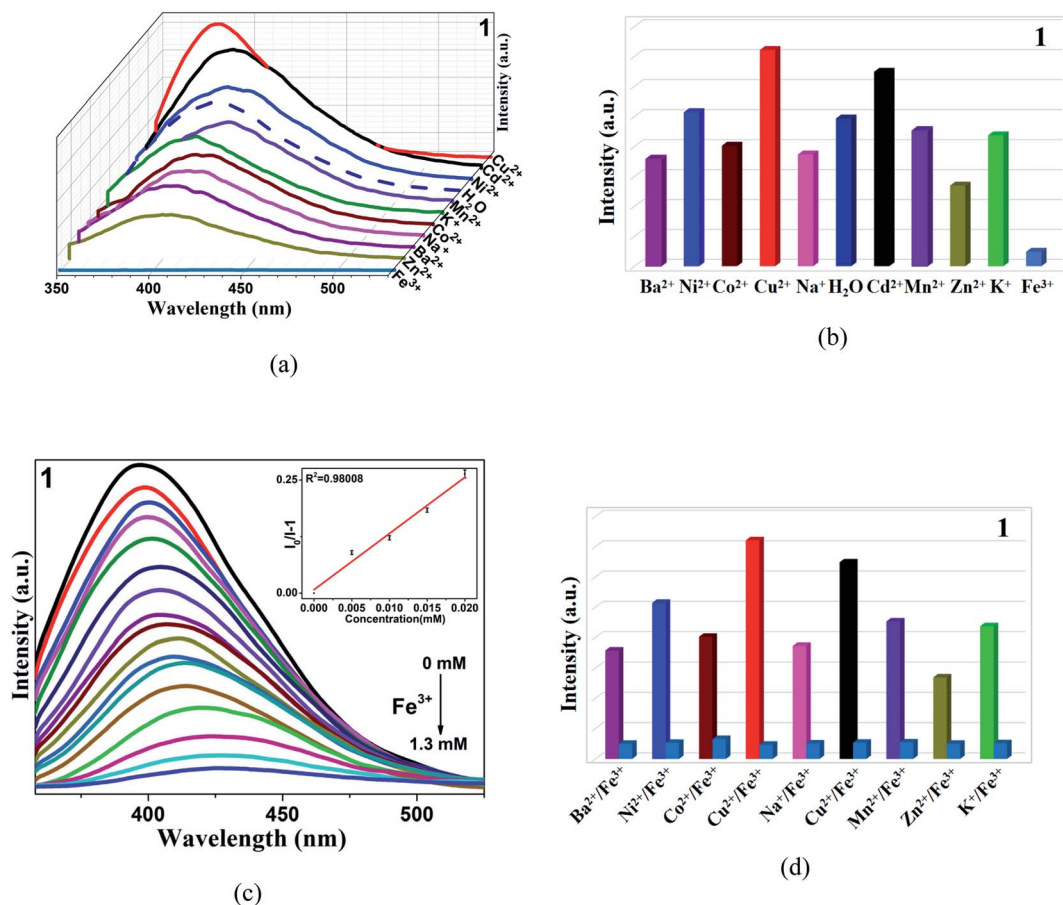 1
Intensity (a.u.)
Cu²⁺
Cd²⁺
Ni²⁺
H₂O
Mn²⁺
K⁺
Co²⁺
Na⁺
Ba²⁺
Zn²⁺
Fe³⁺
350 400 450 500
Wavelength (nm)
(a)
1
Intensity (a.u.)
Ba²⁺ Ni²⁺ Co²⁺ Cu²⁺ Na⁺ H₂O Cd²⁺ Mn²⁺ Zn²⁺ K⁺ Fe³⁺
(b)
1
Intensity (a.u.)
R²=0.98008
I₀/I-1
0.25
0.00
0.000 0.005 0.010 0.015 0.020
Concentration(mM)
0 mM
Fe³⁺
1.3 mM
400 450 500
Wavelength (nm)
(c)
1
Intensity (a.u.)
Ba²⁺/Fe³⁺
Ni²⁺/Fe³⁺
Co²⁺/Fe³⁺
Cu²⁺/Fe³⁺
Na⁺/Fe³⁺
Cu²⁺/Fe³⁺
Mn²⁺/Fe³⁺
Zn²⁺/Fe³⁺
K⁺/Fe³⁺
(d)